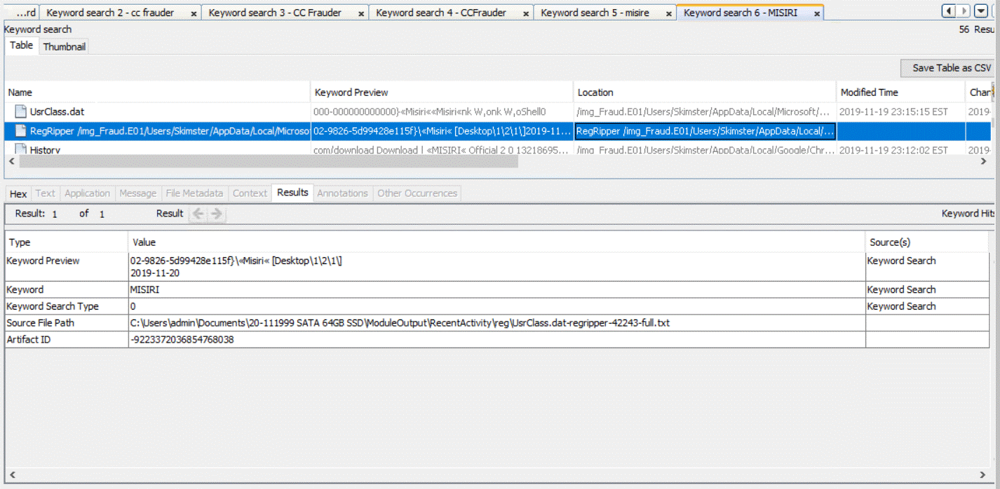 ...rd Keyword search 2 - cc frauder x Keyword search 3 - CC Frauder x Keyword search 4 - CCFrauder x Keyword search 5 - misire x Keyword search 6 - MISIRI x
Keyword search 56 Resu
Table Thumbnail
Save Table as CSV
Name Keyword Preview Location Modified Time Chan
UsrClass.dat 000-000000000000}«Misiri««Misiri«nk W,onk W,oShell0 /img_Fraud.E01/Users/Skimster/AppData/Local/Microsoft/... 2019-11-19 23:15:15 EST 2019-
RegRipper /img_Fraud.E01/Users/Skimster/AppData/Local/Microso 02-9826-5d99428e115f}\«Misiri« [Desktop\1\2\1\]2019-11... RegRipper /img_Fraud.E01/Users/Skimster/AppData/Local/...
History com/download Download | «MISIRI« Official 2 0 13218695... /img_Fraud.E01/Users/Skimster/AppData/Local/Google/Chr... 2019-11-19 23:12:02 EST 2019-
Hex Text Application Message File Metadata Context Results Annotations Other Occurrences
Result: 1 of 1 Result Keyword Hits
Type Value Source(s)
Keyword Preview 02-9826-5d99428e115f}\«Misiri« [Desktop\1\2\1\] Keyword Search
2019-11-20
Keyword MISIRI Keyword Search
Keyword Search Type 0 Keyword Search
Source File Path C:\Users\admin\Documents\20-111999 SATA 64GB SSD\ModuleOutput\RecentActivity\reg\UsrClass.dat-regripper-42243-full.txt
Artifact ID -9223372036854768038